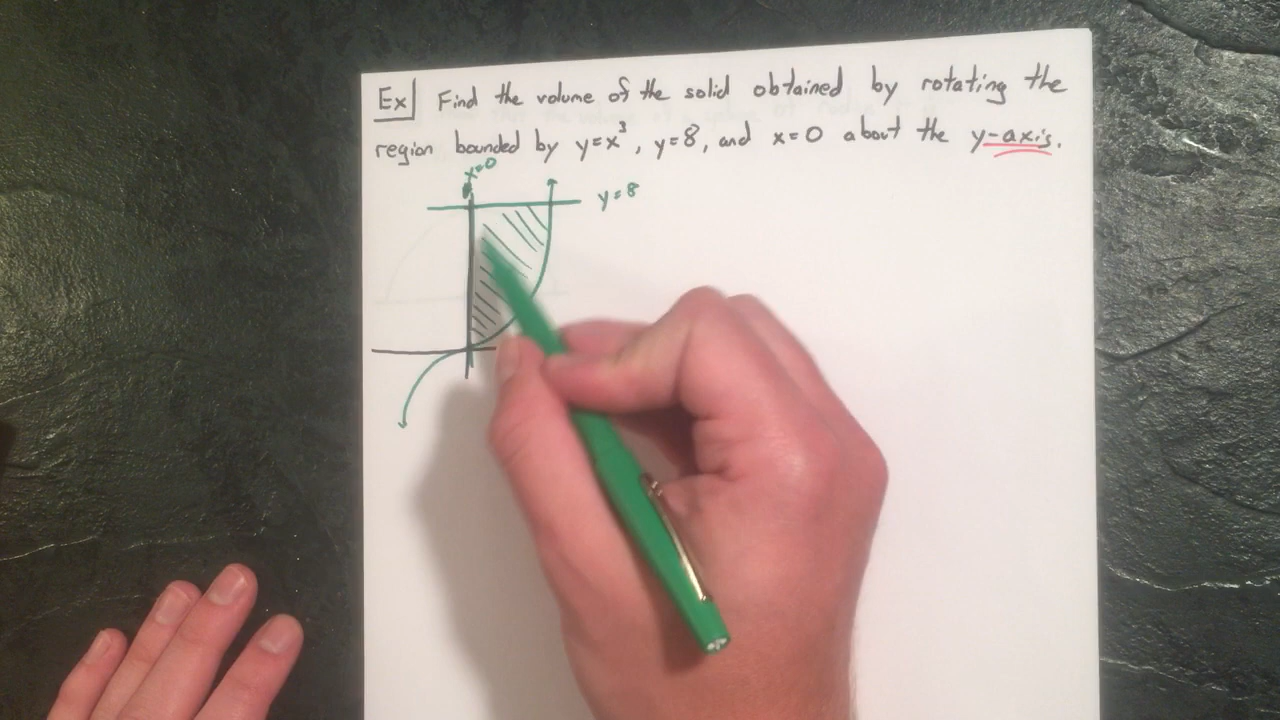 Ex Find the volume of the solid obtained by rotating the
region bounded by y=x³, y=8, and x=0 about the y-axis.
x=0
y=8